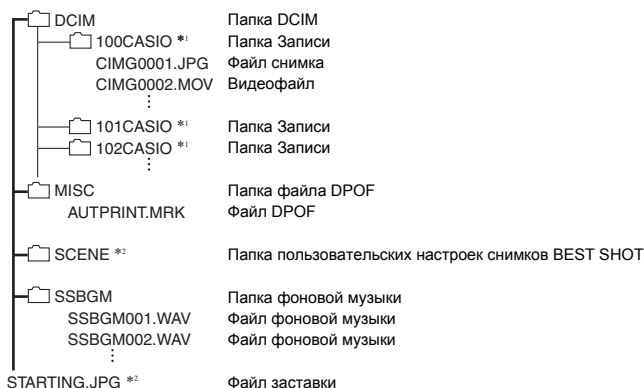 DCIM Папка DCIM
100CASIO *1 Папка Записи
CIMG0001.JPG Файл снимка
CIMG0002.MOV Видеофайл
101CASIO *1 Папка Записи
102CASIO *1 Папка Записи
MISC Папка файла DPOF
AUTPRINT.MRK Файл DPOF
SCENE *2 Папка пользовательских настроек снимков BEST SHOT
SSBGM Папка фоновой музыки
SSBGM001.WAV Файл фоновой музыки
SSBGM002.WAV Файл фоновой музыки
STARTING.JPG *2 Файл заставки